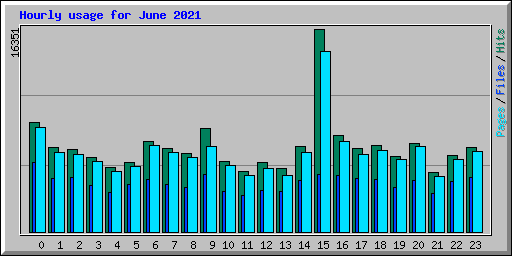 Hourly usage for June 2021
16351
Pages/Files/Hits
0 1 2 3 4 5 6 7 8 9 10 11 12 13 14 15 16 17 18 19 20 21 22 23